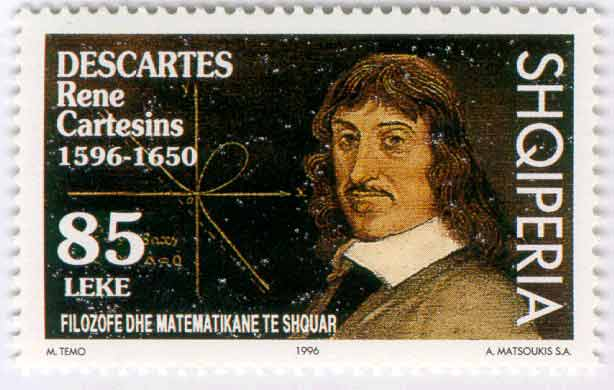 DESCARTES
Rene
Cartesins
1596-1650
y
x
o
85
LEKE
FILOZOFE DHE MATEMATIKANE TE SHQUAR
SHQIPERIA
M. TEMO
1996
A. MATSOUKIS S.A.